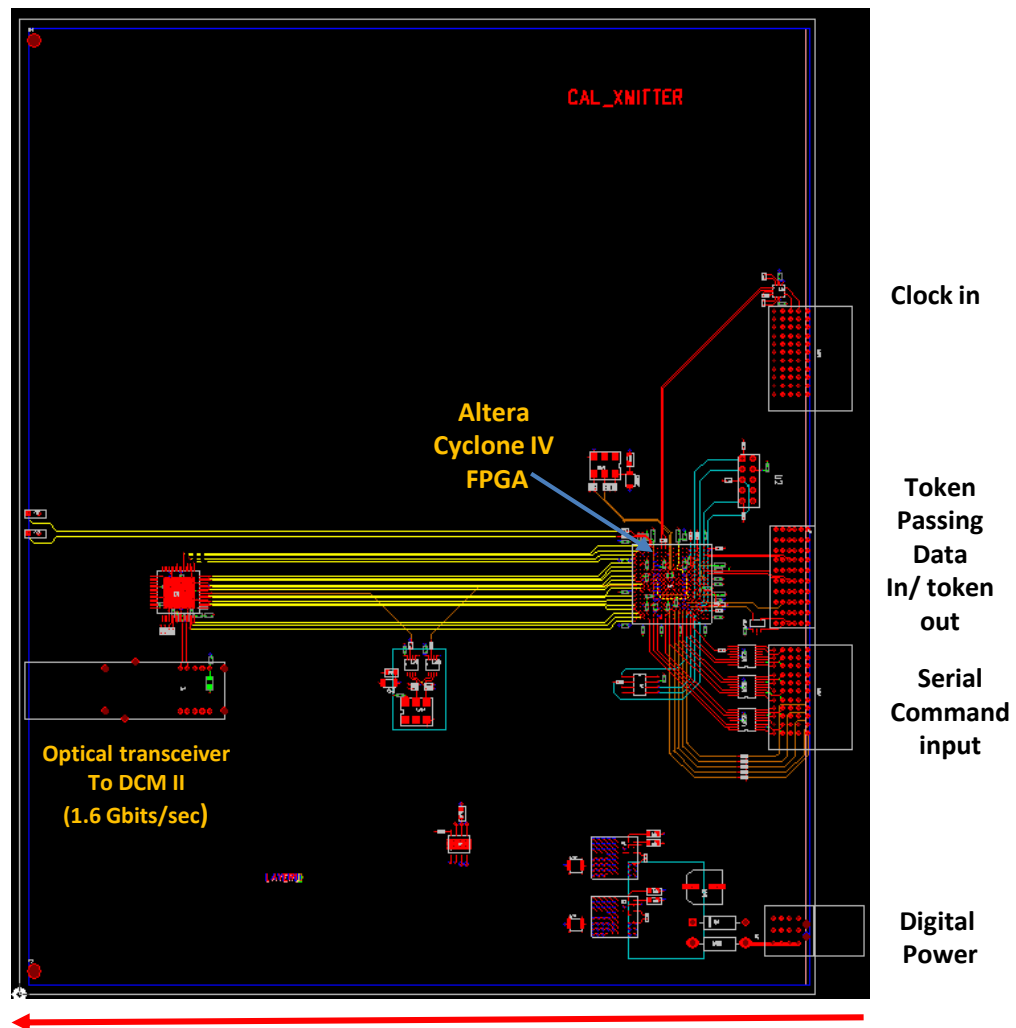 CAL_XNITTER
Clock in
Altera
Cyclone IV
FPGA
Token
Passing
Data
In/ token
out
Serial
Command
input
Optical transceiver
To DCM II
(1.6 Gbits/sec)
Digital
Power